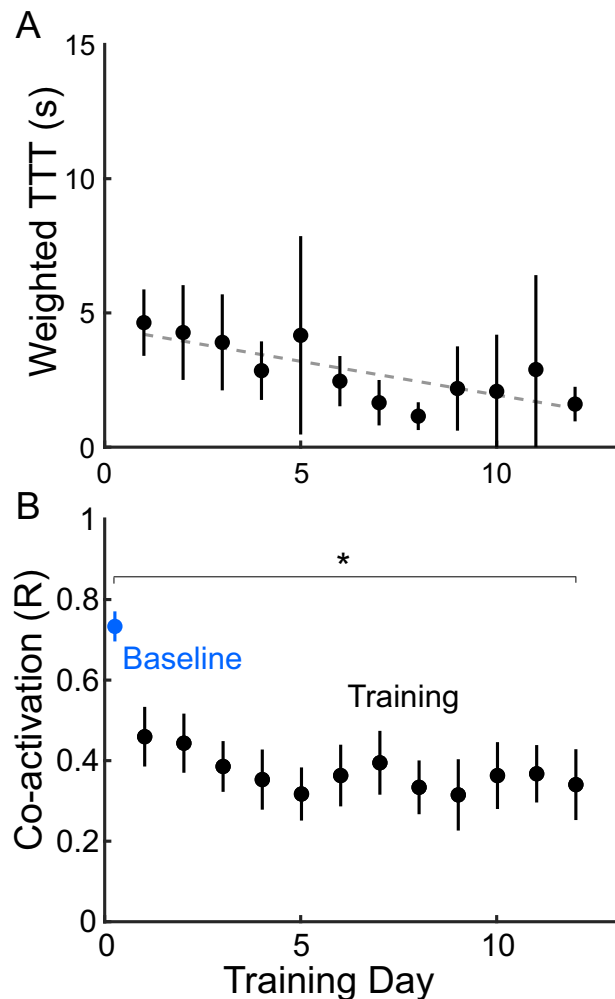 A
Weighted TTT (s)
15
10
5
0
0
5
10
B
Co-activation (R)
1
0.8
0.6
0.4
0.2
0
*
Baseline
Training
0
5
10
Training Day